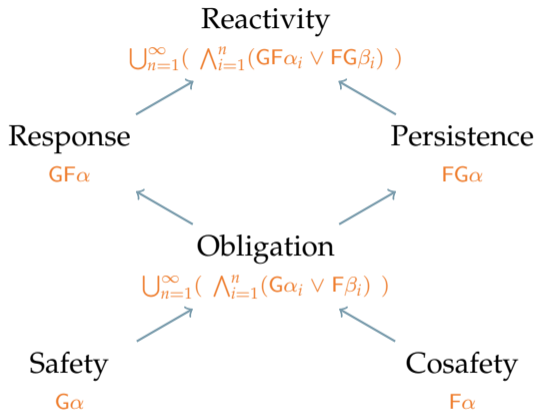 Reactivity
⋃_{n=1}^{∞}( ⋀_{i=1}^{n}(GFα_i ∨ FGβ_i) )
Response Persistence
GFα FGα
Obligation
⋃_{n=1}^{∞}( ⋀_{i=1}^{n}(Gα_i ∨ Fβ_i) )
Safety Cosafety
Gα Fα